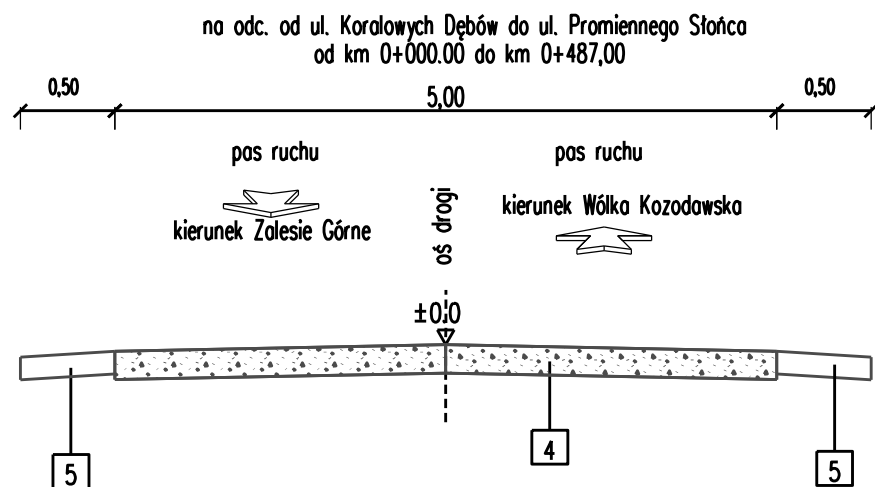 na odc. od ul. Koralowych Dębów do ul. Promiennego Słońca
od km 0+000.00 do km 0+487,00
0,50
5,00
0,50
pas ruchu
pas ruchu
kierunek Zalesie Górne
oś drogi
kierunek Wólka Kozodawska
±0.0
5
4
5